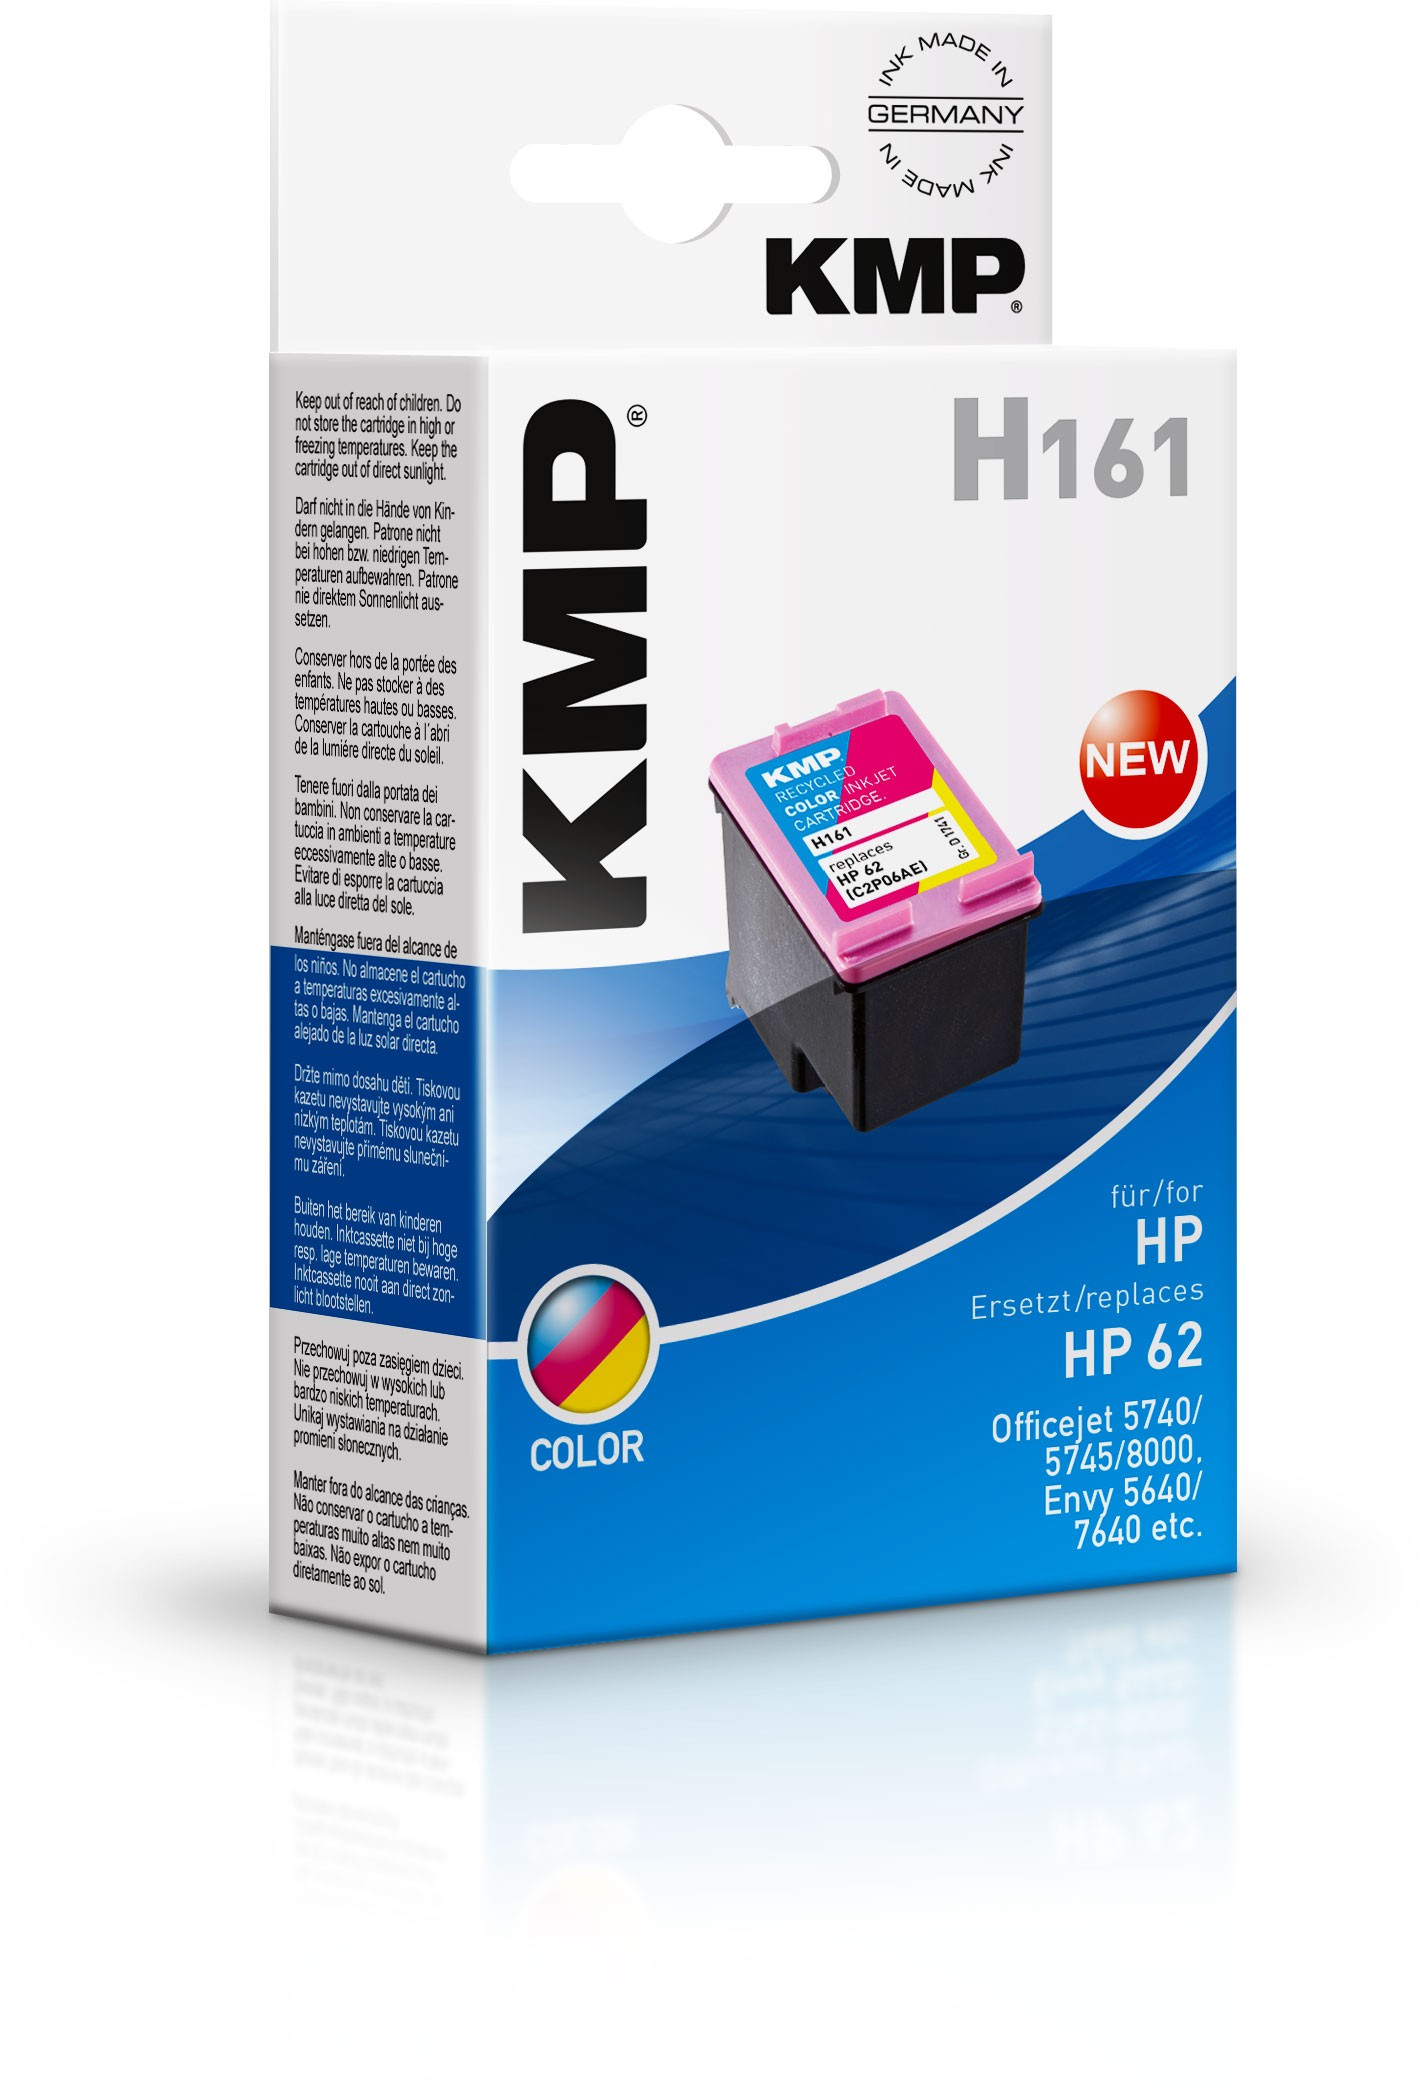 INK MADE IN
GERMANY
INK MADE IN
KMP®
Keep out of reach of children. Do
not store the cartridge in high or
freezing temperatures. Keep the
cartridge out of direct sunlight.
Darf nicht in die Hände von Kin-
dern gelangen. Patrone nicht
bei hohen bzw. niedrigen Tem-
peraturen aufbewahren. Patrone
nie direktem Sonnenlicht aus-
setzen.
Conserver hors de la portée des
enfants. Ne pas stocker à des
températures hautes ou basses.
Conserver la cartouche à l'abri
de la lumiére directe du soleil.
Tenere fuori dalla portata dei
bambini. Non conservare la car-
tuccia in ambienti a temperature
eccessivamente alte o basse.
Evitare di esporre la cartuccia
alla luce diretta del sole.
Manténgase fuera del alcance de
los niños. No almacene el cartucho
a temperaturas excesivamente al-
tas o bajas. Mantenga el cartucho
alejado de la luz solar directa.
Držte mimo dosahu dětí. Tiskovou
kazetu nevystavujte vysokým ani
nízkým teplotám. Tiskovou kazetu
nevystavujte přímému sluneční-
mu záření.
Buiten het bereik van kinderen
houden. Inktcassette niet bij hoge
resp. lage temperaturen bewaren.
Inktcassette nooit aan direct zon-
licht blootstellen.
Przechowuj poza zasięgiem dzieci.
Nie przechowuj w wysokich lub
bardzo niskich temperaturach.
Unikaj wystawiania na działanie
promieni słonecznych.
Manter fora do alcance das crianças.
Não conservar o cartucho a tem-
peraturas muito altas nem muito
baixas. Não expor o cartucho
diretamente ao sol.
KMP®
H161
NEW
KMP
RECYCLED
COLOR INKJET
CARTRIDGE.
H161
replaces
HP 62
(C2P06AE)
Gr. D1741
für/for
HP
Ersetzt/replaces
HP 62
Officejet 5740/
5745/8000,
Envy 5640/
7640 etc.
COLOR